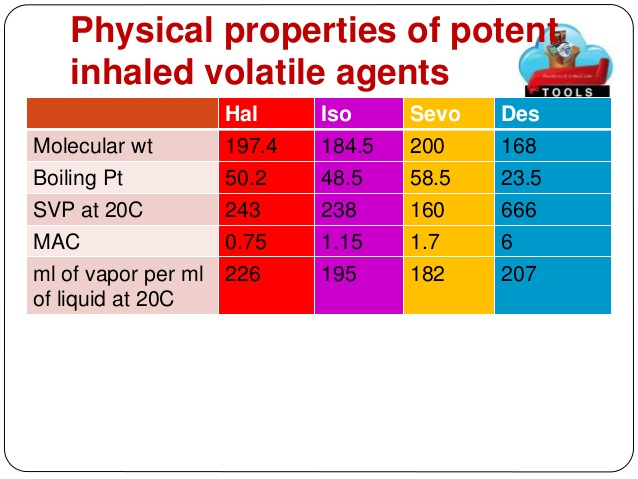 Physical properties of potent
inhaled volatile agents
TOOLS
Hal Iso Sevo Des
Molecular wt 197.4 184.5 200 168
Boiling Pt 50.2 48.5 58.5 23.5
SVP at 20C 243 238 160 666
MAC 0.75 1.15 1.7 6
ml of vapor per ml 226 195 182 207
of liquid at 20C